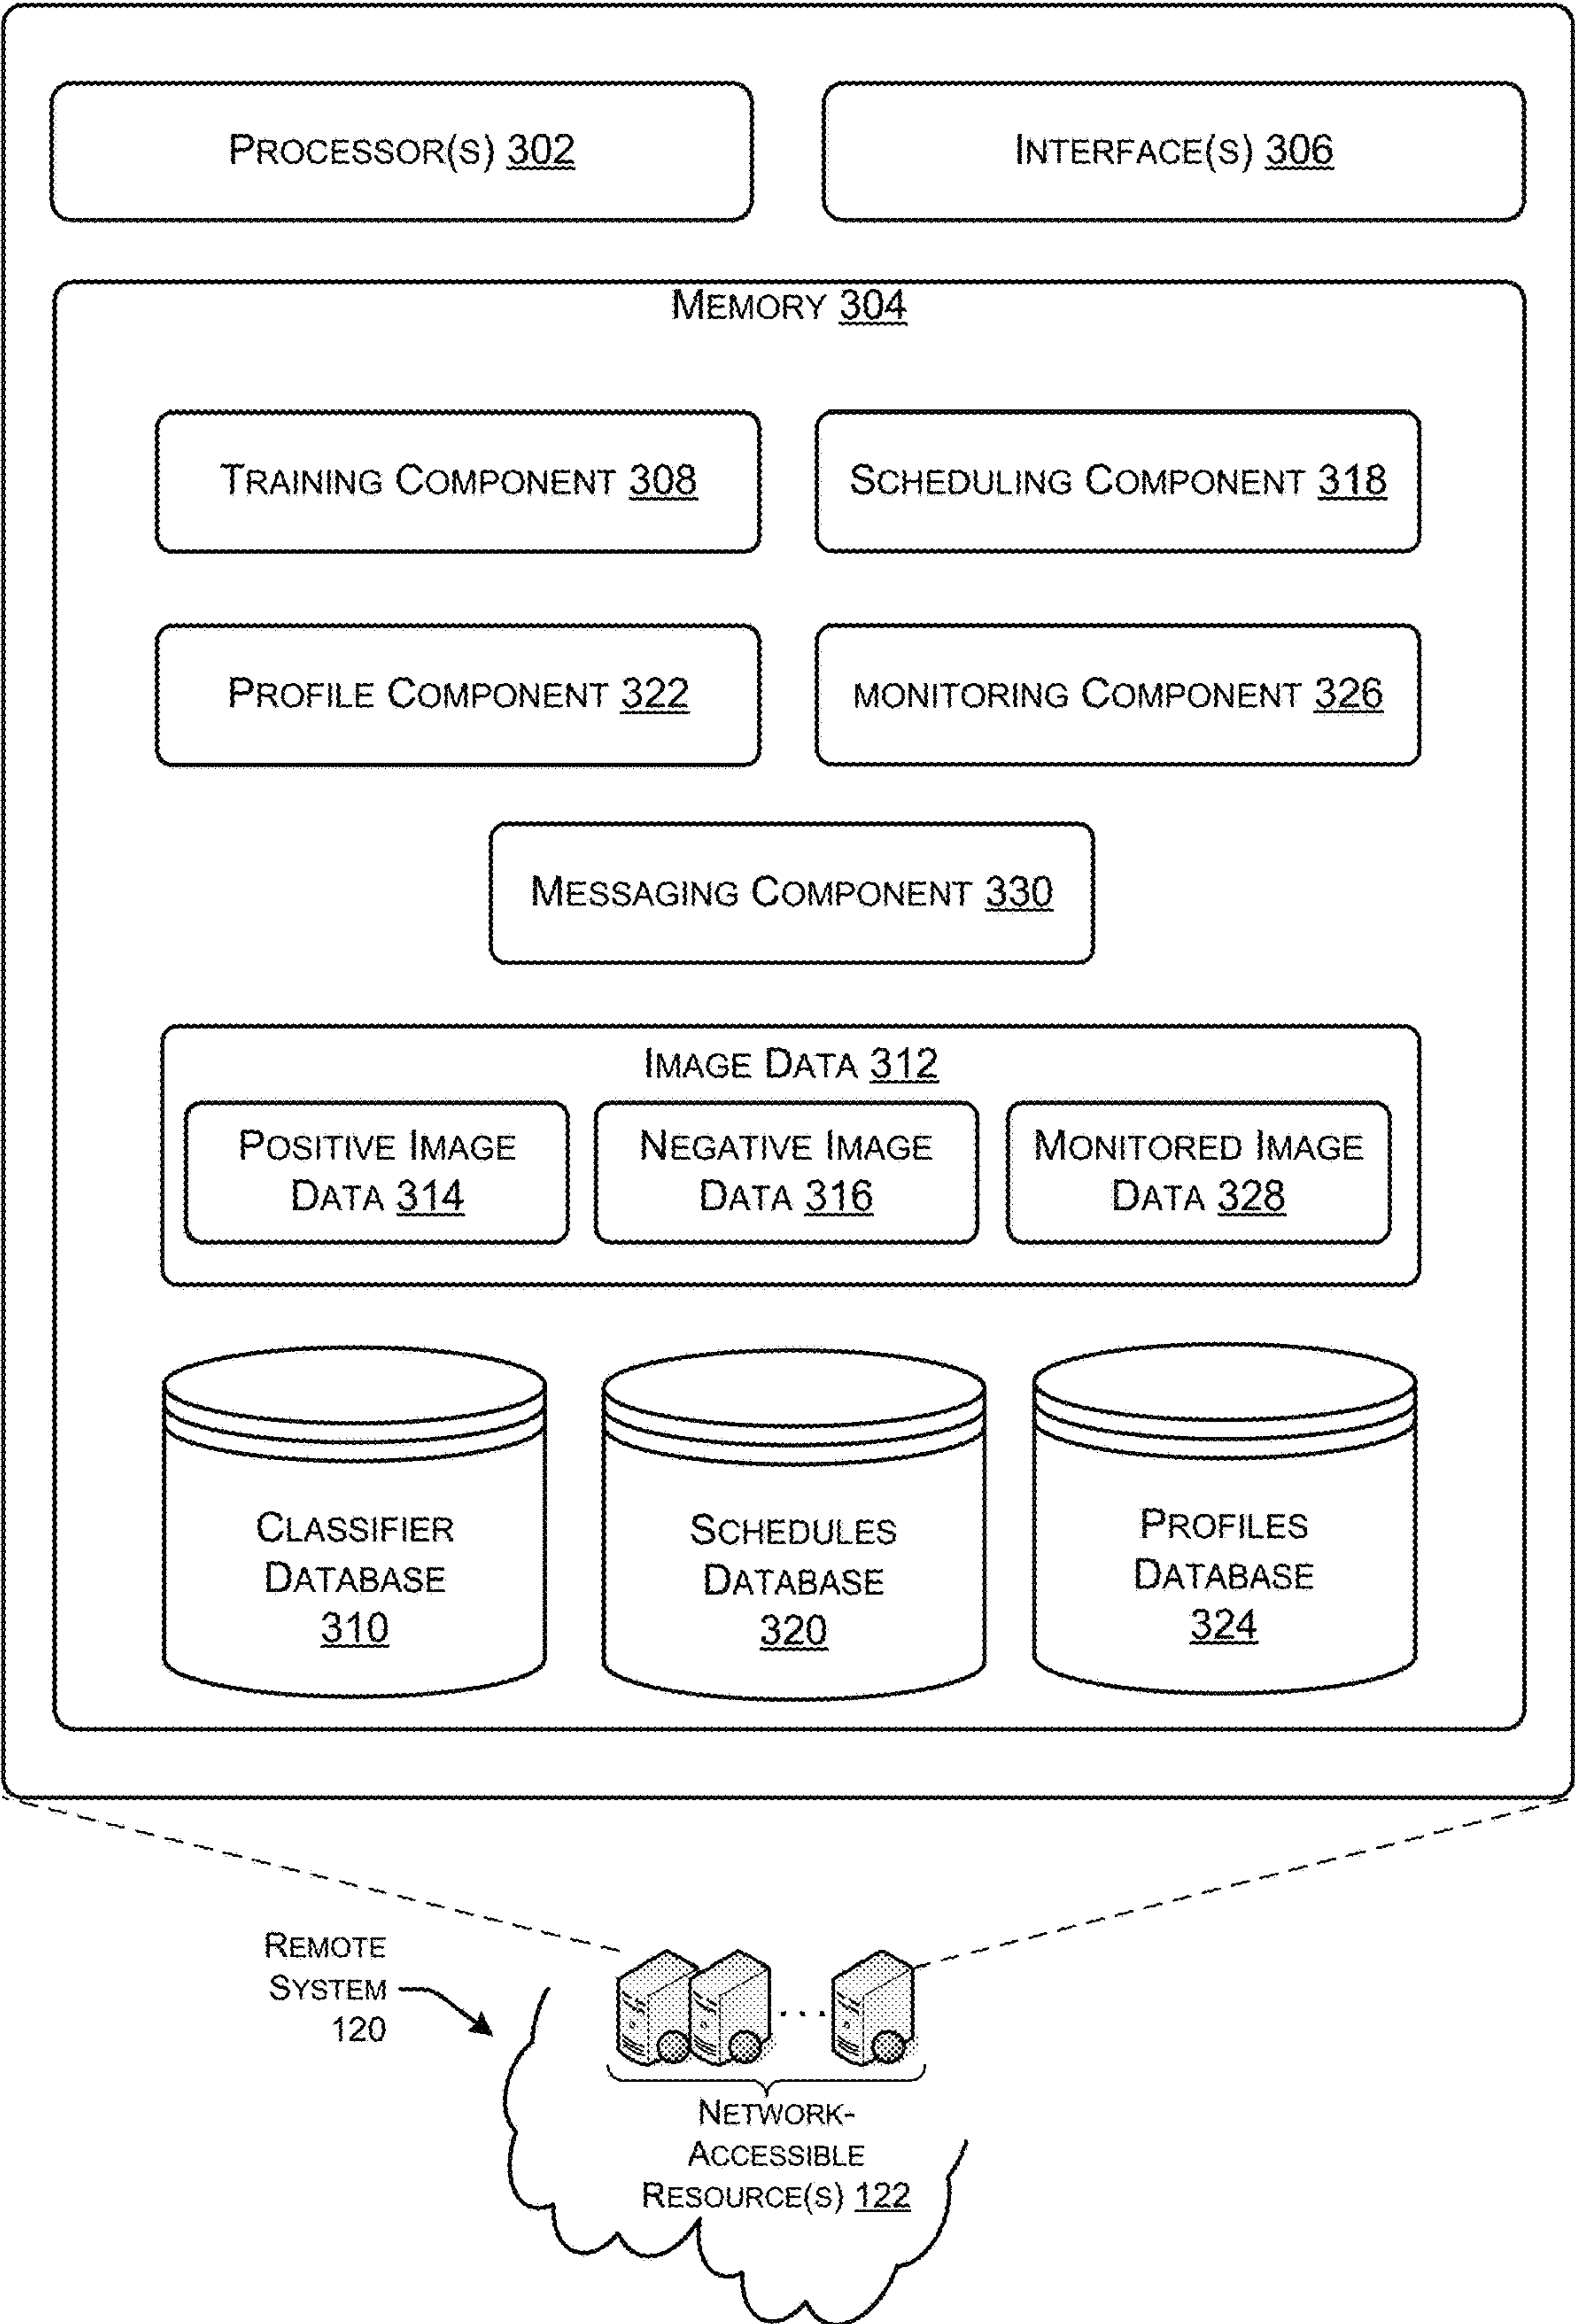 PROCESSOR(S) 302
INTERFACE(S) 306
MEMORY 304
TRAINING COMPONENT 308
SCHEDULING COMPONENT 318
PROFILE COMPONENT 322
MONITORING COMPONENT 326
MESSAGING COMPONENT 330
IMAGE DATA 312
POSITIVE IMAGE
DATA 314
NEGATIVE IMAGE
DATA 316
MONITORED IMAGE
DATA 328
CLASSIFIER
DATABASE
310
SCHEDULES
DATABASE
320
PROFILES
DATABASE
324
REMOTE
SYSTEM
120
NETWORK-
ACCESSIBLE
RESOURCE(S) 122